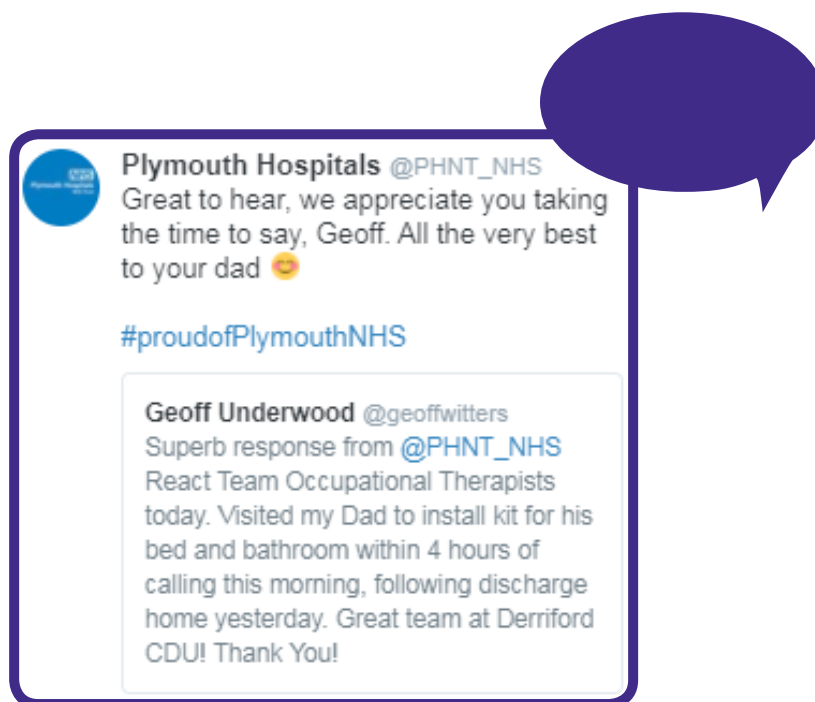 Plymouth Hospitals @PHNT_NHS
Great to hear, we appreciate you taking
the time to say, Geoff. All the very best
to your dad 😊
#proudofPlymouthNHS
Geoff Underwood @geoffwitters
Superb response from @PHNT_NHS
React Team Occupational Therapists
today. Visited my Dad to install kit for his
bed and bathroom within 4 hours of
calling this morning, following discharge
home yesterday. Great team at Derriford
CDU! Thank You!